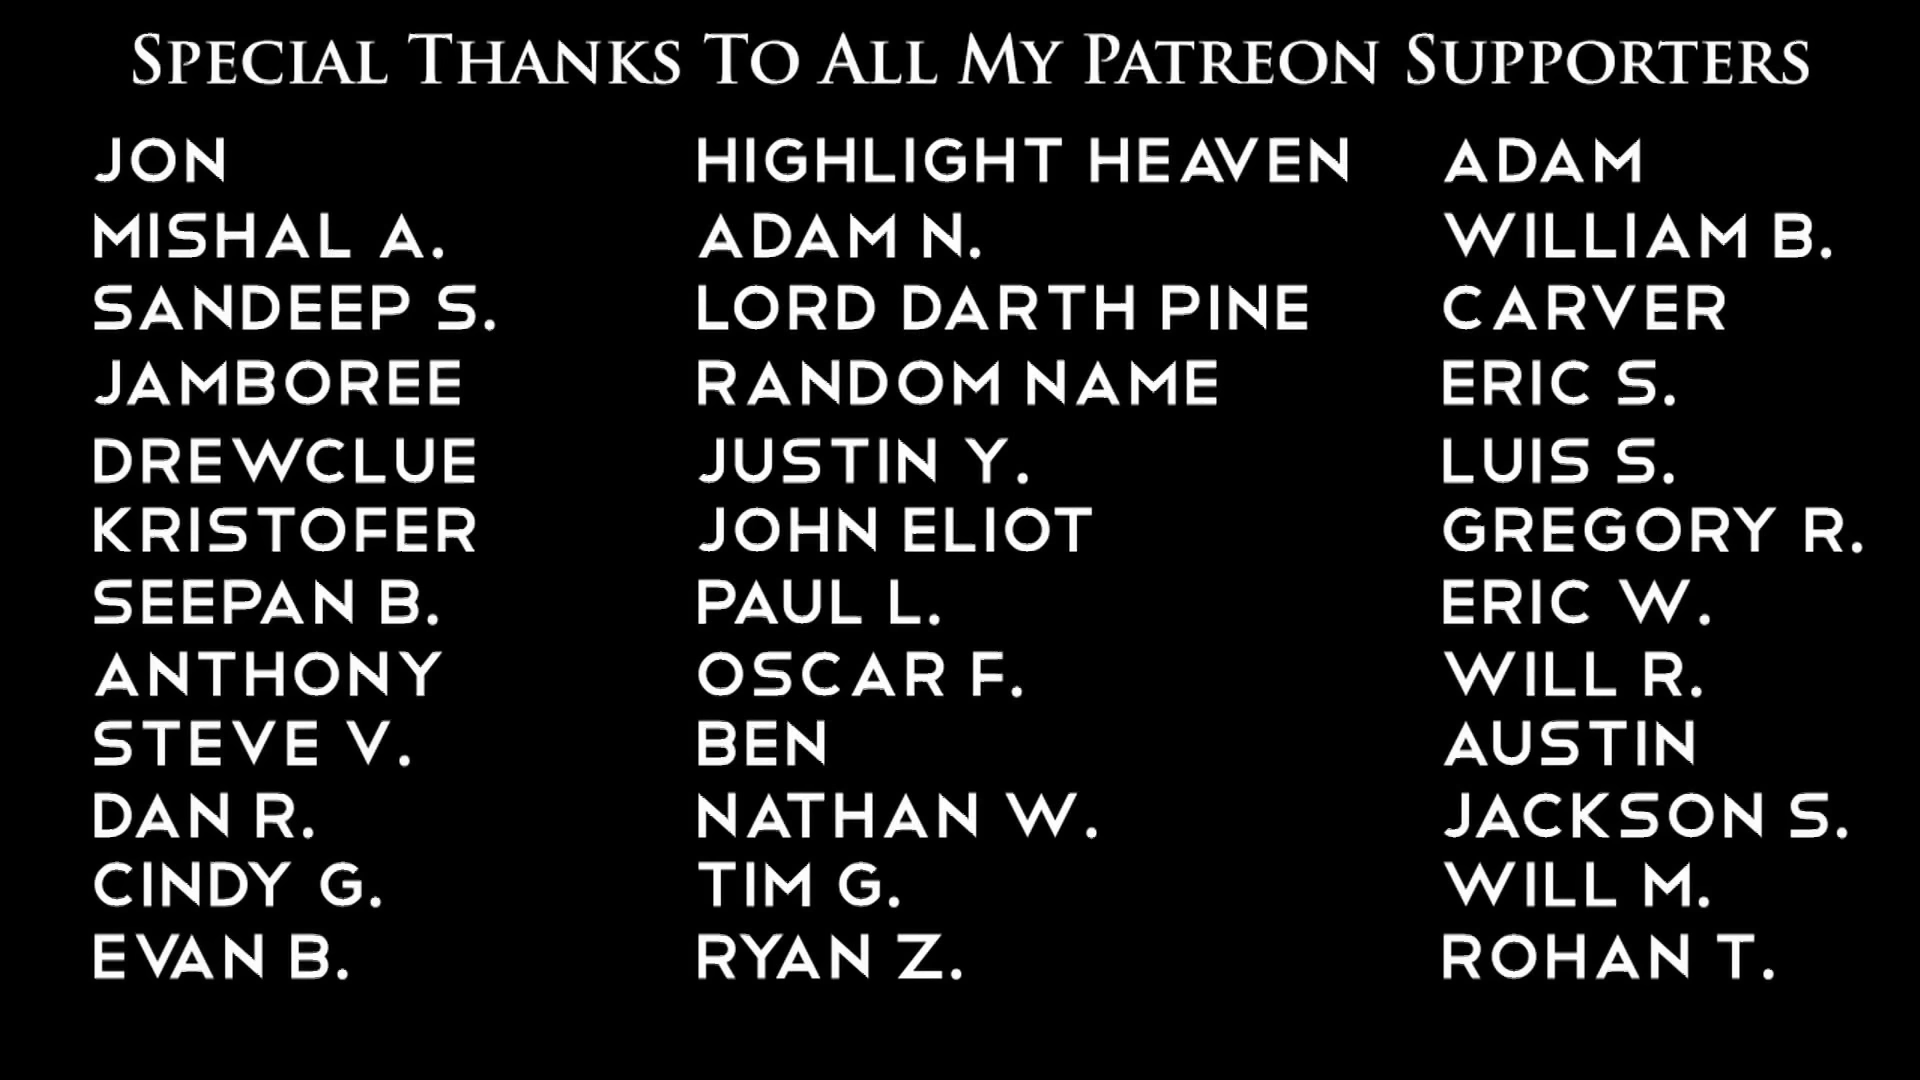 Special Thanks To All My Patreon Supporters
JON
MISHAL A.
SANDEEP S.
JAMBOREE
DREWCLUE
KRISTOFER
SEEPAN B.
ANTHONY
STEVE V.
DAN R.
CINDY G.
EVAN B.
HIGHLIGHT HEAVEN
ADAM N.
LORD DARTH PINE
RANDOM NAME
JUSTIN Y.
JOHN ELIOT
PAUL L.
OSCAR F.
BEN
NATHAN W.
TIM G.
RYAN Z.
ADAM
WILLIAM B.
CARVER
ERIC S.
LUIS S.
GREGORY R.
ERIC W.
WILL R.
AUSTIN
JACKSON S.
WILL M.
ROHAN T.